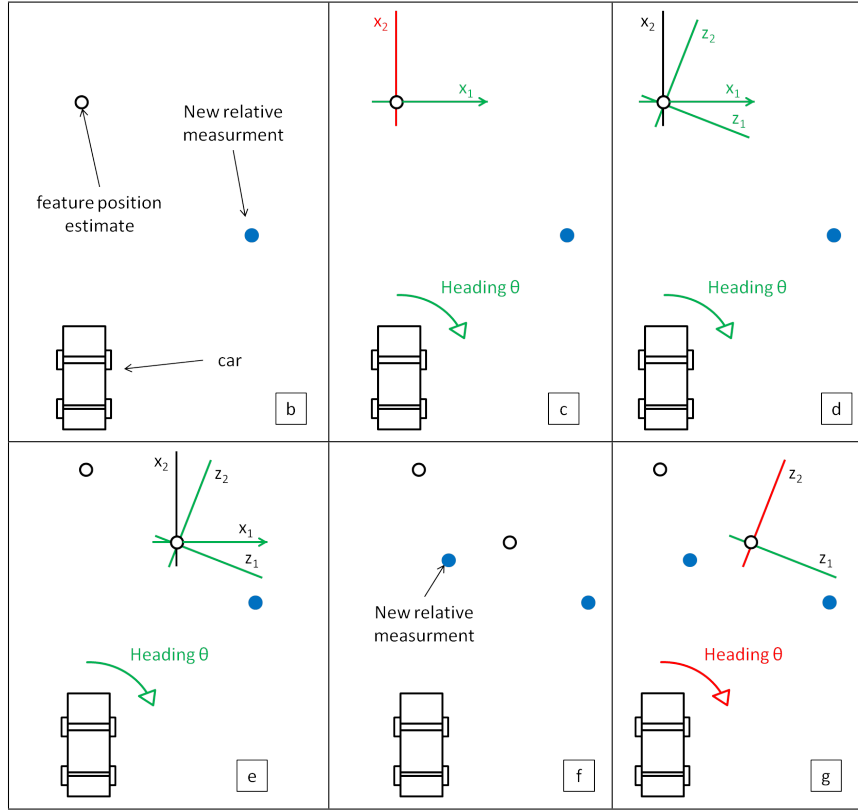 New relative
measurment
feature position
estimate
car
b
x2
x1
Heading θ
c
x2
z2
x1
z1
Heading θ
d
x2
z2
x1
z1
Heading θ
e
New relative
measurment
f
z2
z1
Heading θ
g